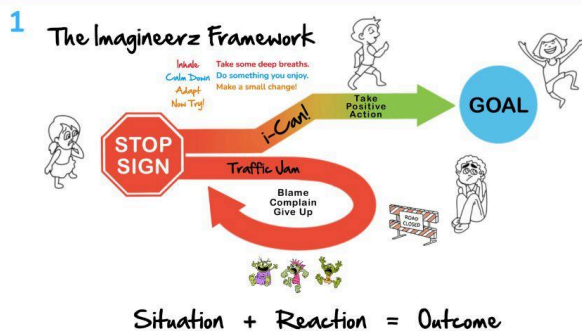 1
The Imagineerz Framework
Inhale Take some deep breaths.
Calm Down Do something you enjoy.
Adapt Make a small change!
Now Try!
i-Can!
Take
Positive
Action
GOAL
STOP
SIGN
Traffic Jam
Blame
Complain
Give Up
ROAD
CLOSED
Situation + Reaction = Outcome